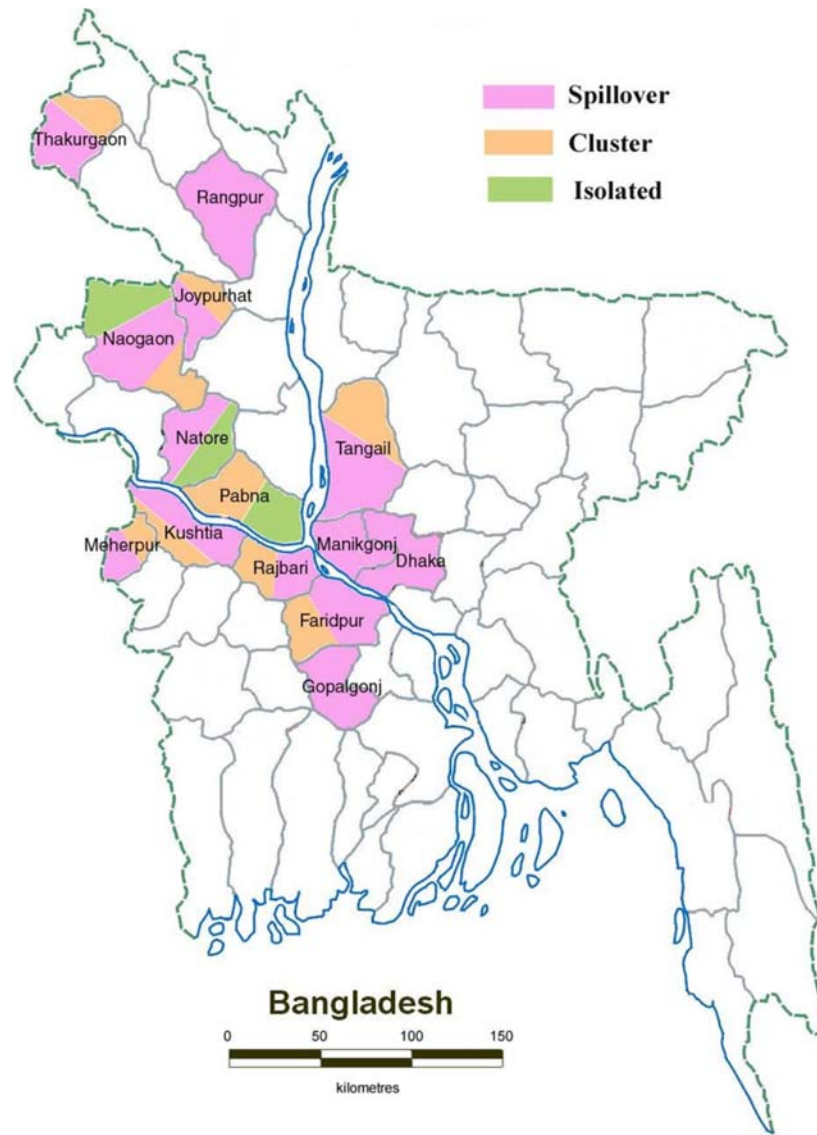 Spillover
Cluster
Isolated
Thakurgaon
Rangpur
Joypurhat
Naogaon
Natore
Tangail
Pabna
Kushtia
Meherpur
Manikgonj
Dhaka
Rajbari
Faridpur
Gopalgonj
Bangladesh
0 50 100 150
kilometres